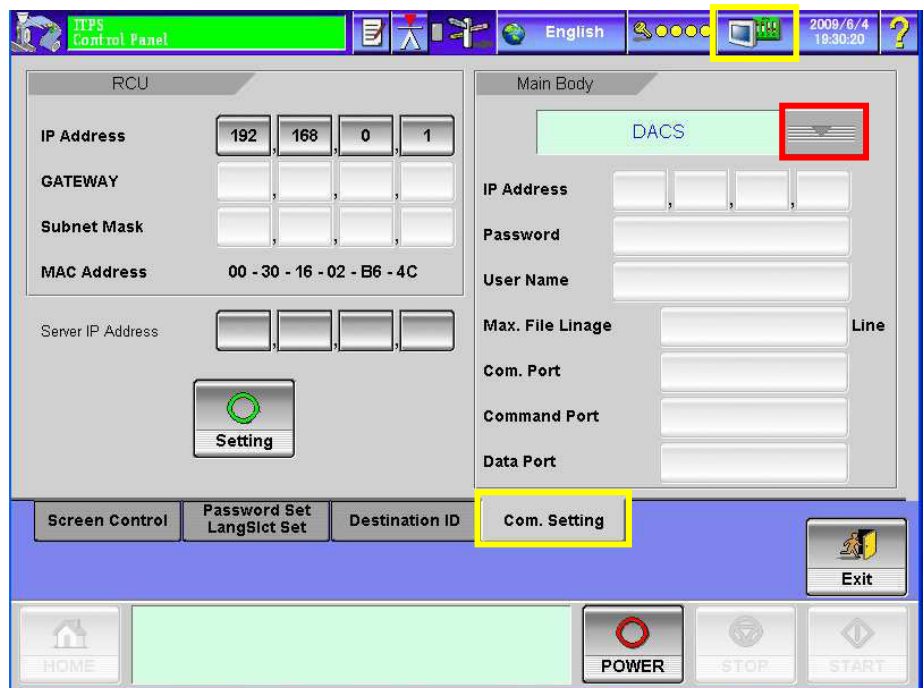 ITPS
Control Panel
English
2009/6/4
19:30:20
?
RCU
IP Address
192 , 168 , 0 , 1
GATEWAY
, , ,
Subnet Mask
, , ,
MAC Address
00 - 30 - 16 - 02 - B6 - 4C
Server IP Address
, , ,
Setting
Main Body
DACS
IP Address
, , ,
Password
User Name
Max. File Linage
Line
Com. Port
Command Port
Data Port
Screen Control
Password Set
LangSlct Set
Destination ID
Com. Setting
Exit
HOME
POWER
STOP
START